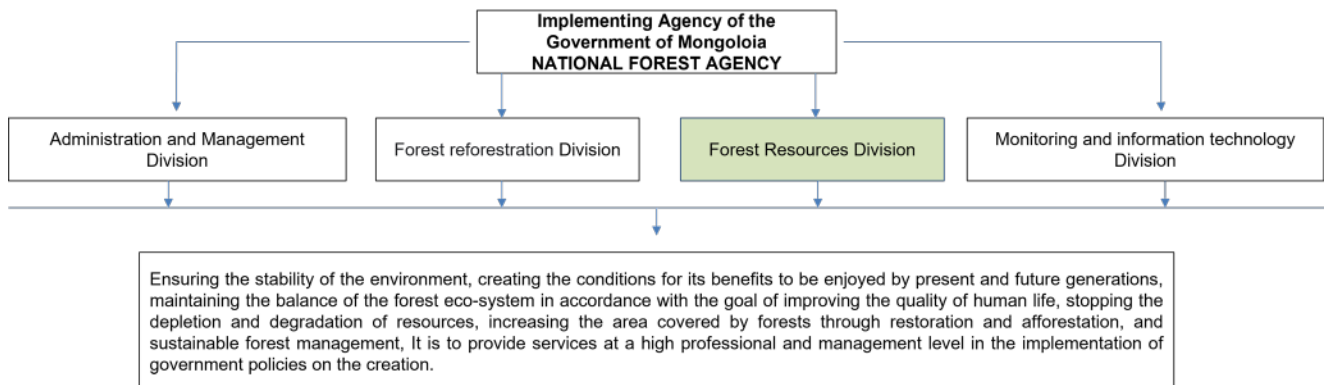 Implementing Agency of the
Government of Mongoloia
NATIONAL FOREST AGENCY
Administration and Management
Division
Forest reforestration Division
Forest Resources Division
Monitoring and information technology
Division
Ensuring the stability of the environment, creating the conditions for its benefits to be enjoyed by present and future generations,
maintaining the balance of the forest eco-system in accordance with the goal of improving the quality of human life, stopping the
depletion and degradation of resources, increasing the area covered by forests through restoration and afforestation, and
sustainable forest management, It is to provide services at a high professional and management level in the implementation of
government policies on the creation.